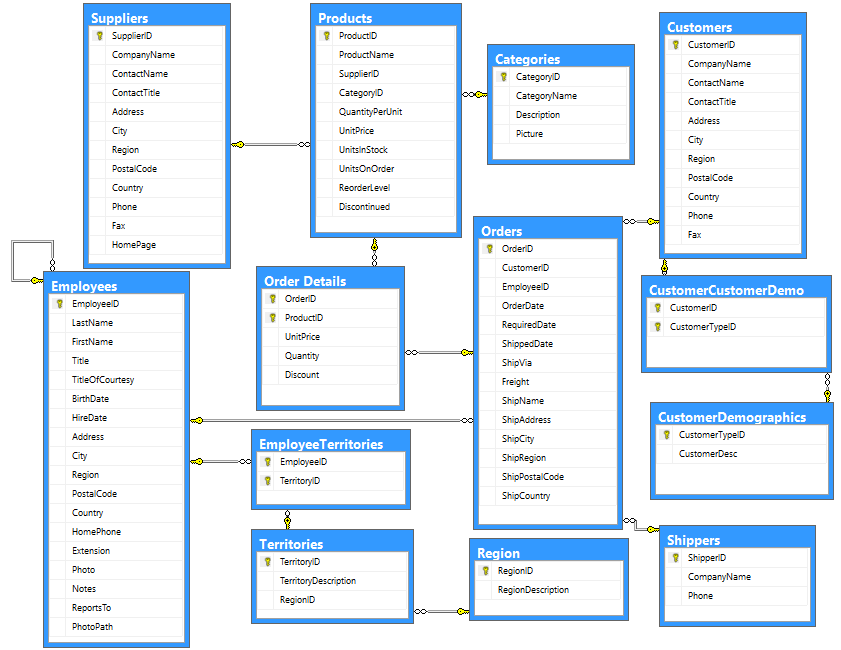 Suppliers
SupplierID
CompanyName
ContactName
ContactTitle
Address
City
Region
PostalCode
Country
Phone
Fax
HomePage
Products
ProductID
ProductName
SupplierID
CategoryID
QuantityPerUnit
UnitPrice
UnitsInStock
UnitsOnOrder
ReorderLevel
Discontinued
Categories
CategoryID
CategoryName
Description
Picture
Customers
CustomerID
CompanyName
ContactName
ContactTitle
Address
City
Region
PostalCode
Country
Phone
Fax
Employees
EmployeeID
LastName
FirstName
Title
TitleOfCourtesy
BirthDate
HireDate
Address
City
Region
PostalCode
Country
HomePhone
Extension
Photo
Notes
ReportsTo
PhotoPath
Order Details
OrderID
ProductID
UnitPrice
Quantity
Discount
Orders
OrderID
CustomerID
EmployeeID
OrderDate
RequiredDate
ShippedDate
ShipVia
Freight
ShipName
ShipAddress
ShipCity
ShipRegion
ShipPostalCode
ShipCountry
CustomerCustomerDemo
CustomerID
CustomerTypeID
CustomerDemographics
CustomerTypeID
CustomerDesc
EmployeeTerritories
EmployeeID
TerritoryID
Territories
TerritoryID
TerritoryDescription
RegionID
Region
RegionID
RegionDescription
Shippers
ShipperID
CompanyName
Phone